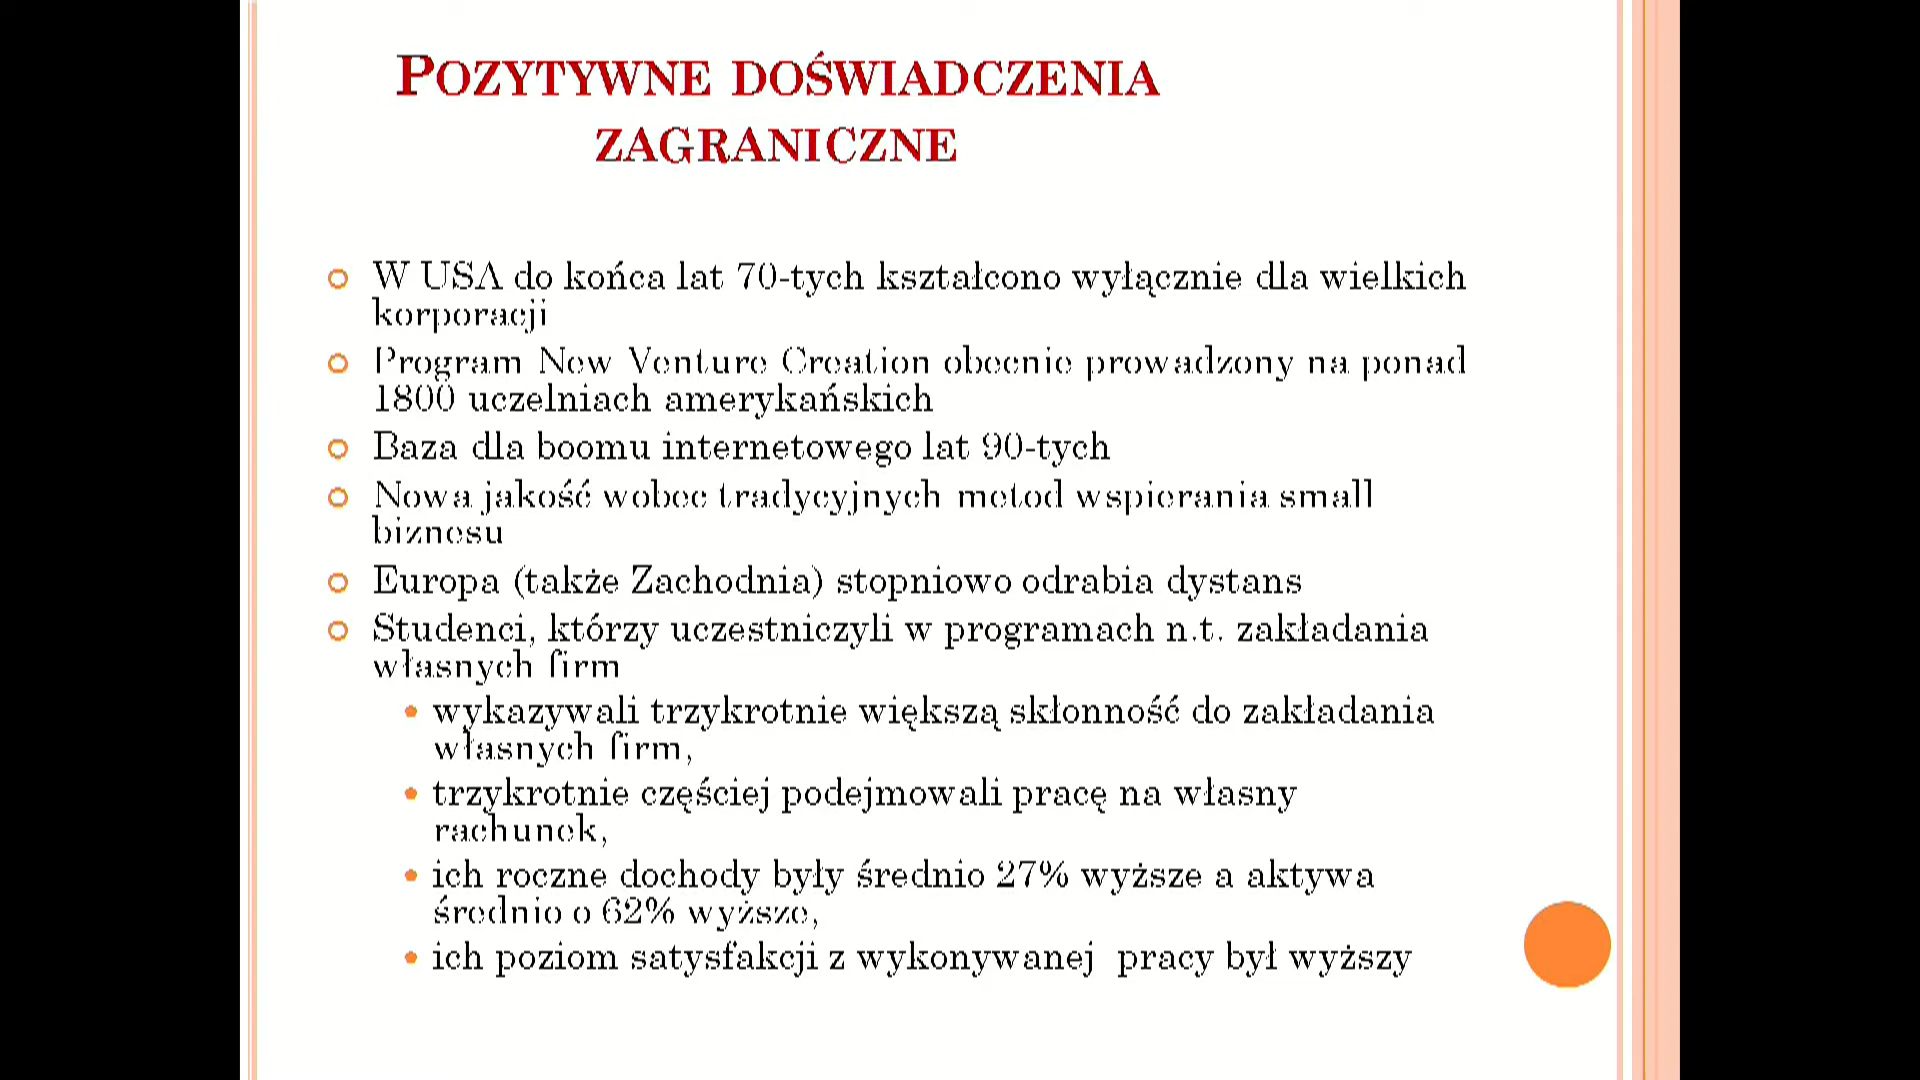 POZYTYWNE DOŚWIADCZENIA
ZAGRANICZNE
W USA do końca lat 70-tych kształcono wyłącznie dla wielkich
korporacji
Program New Venture Creation obecnie prowadzony na ponad
1800 uczelniach amerykańskich
Baza dla boomu internetowego lat 90-tych
Nowa jakość wobec tradycyjnych metod wspierania small
biznesu
Europa (także Zachodnia) stopniowo odrabia dystans
Studenci, którzy uczestniczyli w programach n.t. zakładania
własnych firm
wykazywali trzykrotnie większą skłonność do zakładania
własnych firm,
trzykrotnie częściej podejmowali pracę na własny
rachunek,
ich roczne dochody były średnio 27% wyższe a aktywa
średnio o 62% wyższe,
ich poziom satysfakcji z wykonywanej pracy był wyższy